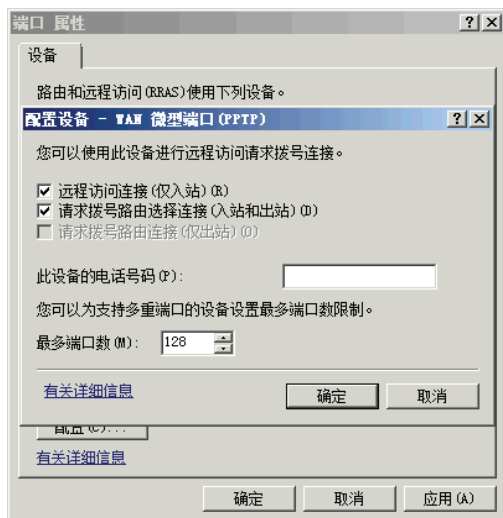 端口 属性
设备
路由和远程访问(RRAS)使用下列设备。
配置设备 - WAN 微型端口(PPTP)
您可以使用此设备进行远程访问请求拨号连接。
远程访问连接(仅入站)(R)
请求拨号路由选择连接(入站和出站)(D)
请求拨号路由连接(仅出站)(O)
此设备的电话号码(P):
您可以为支持多重端口的设备设置最多端口数限制。
最多端口数(M): 128
有关详细信息
确定 取消
配置(C)...
有关详细信息
确定 取消 应用(A)